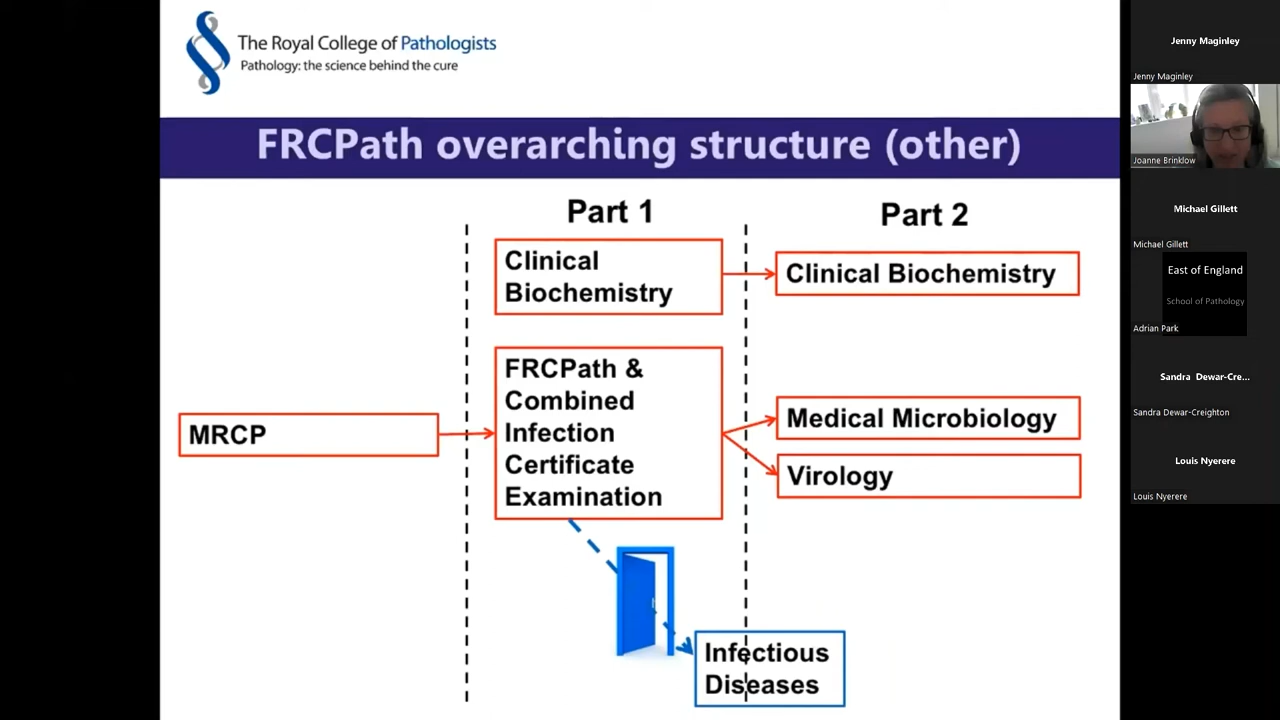 The Royal College of Pathologists
Pathology: the science behind the cure
FRCPath overarching structure (other)
Part 1
Part 2
Clinical
Biochemistry
Clinical Biochemistry
MRCP
FRCPath &
Combined
Infection
Certificate
Examination
Medical Microbiology
Virology
Infectious
Diseases
Jenny Maginley
Jenny Maginley
Joanne Brinklow
Michael Gillett
Michael Gillett
East of England
School of Pathology
Adrian Park
Sandra Dewar-Cre...
Sandra Dewar-Creighton
Louis Nyerere
Louis Nyerere